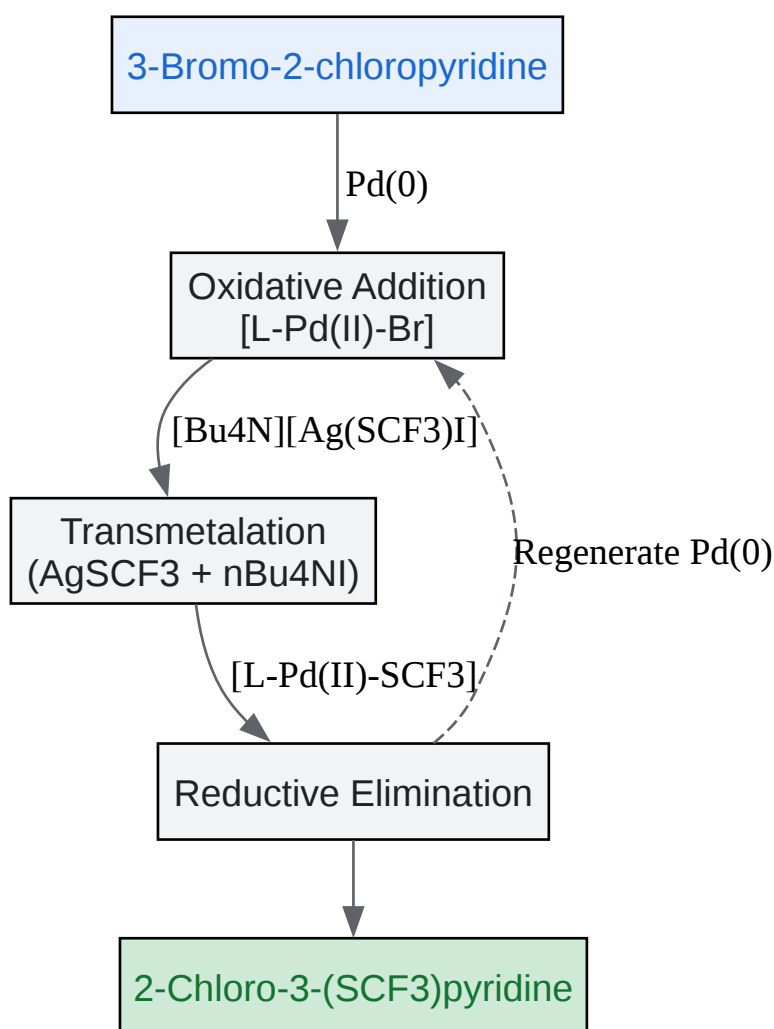 3-Bromo-2-chloropyridine
Pd(0)
Oxidative Addition
[L-Pd(II)-Br]
[Bu4N][Ag(SCF3)I]
Transmetalation
(AgSCF3 + nBu4NI)
Regenerate Pd(0)
[L-Pd(II)-SCF3]
Reductive Elimination
2-Chloro-3-(SCF3)pyridine